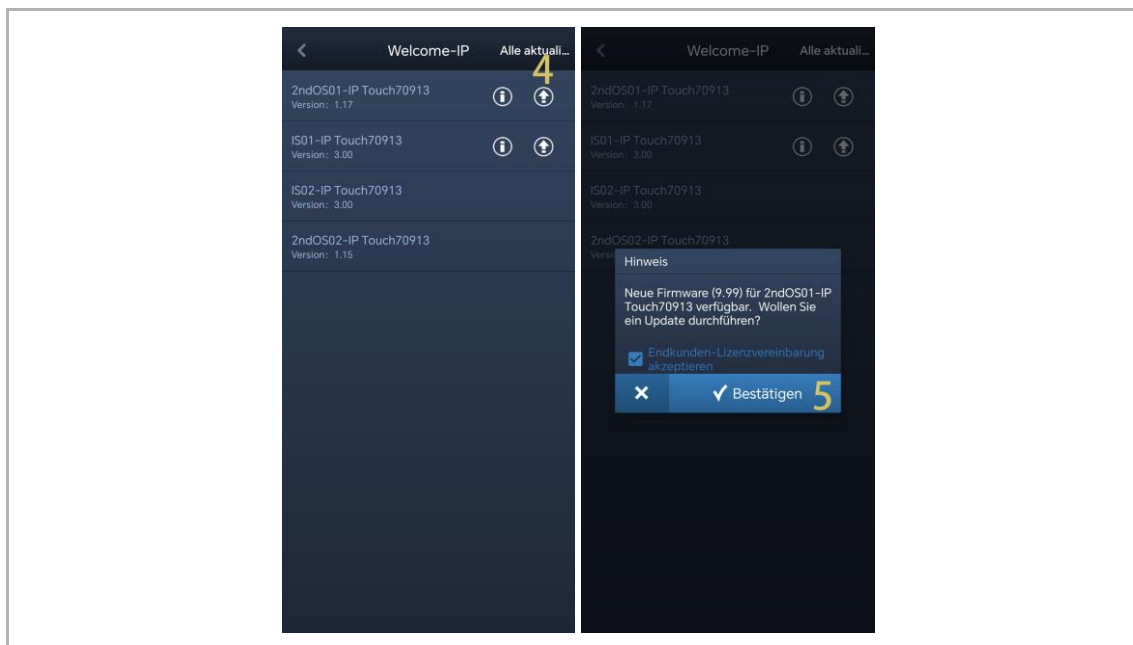 Welcome-IP Alle aktuali...
4
2ndOS01-IP Touch70913
Version: 1.17
IS01-IP Touch70913
Version: 3.00
IS02-IP Touch70913
Version: 3.00
2ndOS02-IP Touch70913
Version: 1.15
Welcome-IP Alle aktuali...
2ndOS01-IP Touch70913
Version: 1.17
IS01-IP Touch70913
Version: 3.00
IS02-IP Touch70913
Version: 3.00
2ndOS02-IP Touch70913
Versi
Hinweis
Neue Firmware (9.99) für 2ndOS01-IP
Touch70913 verfügbar. Wollen Sie
ein Update durchführen?
Endkunden-Lizenzvereinbarung
akzeptieren
Bestätigen 5